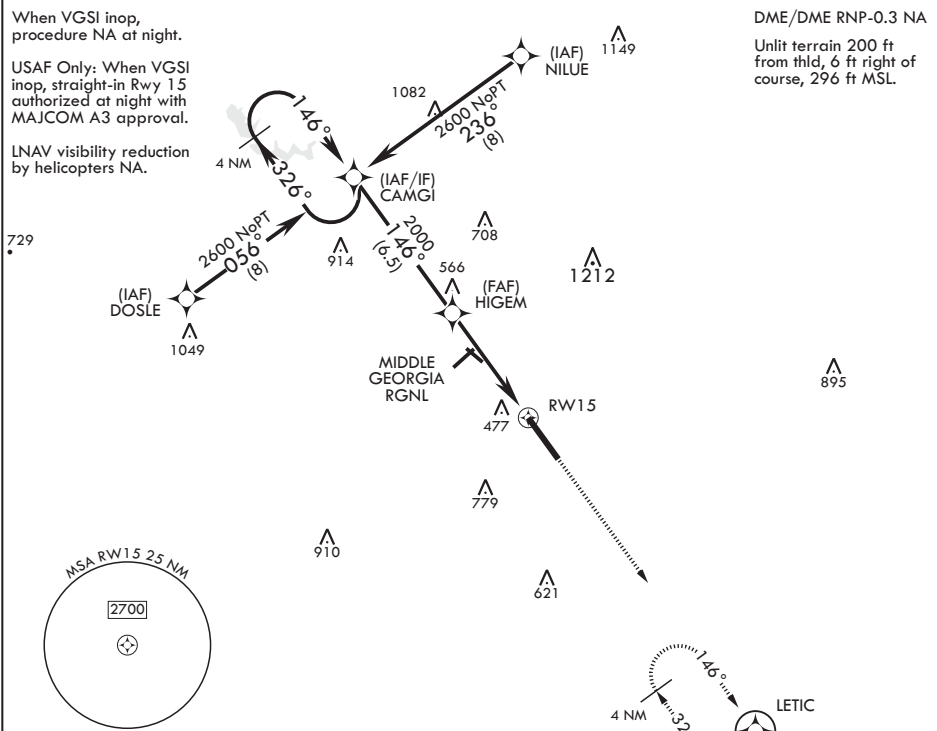 When VGSI inop,
procedure NA at night.
USAF Only: When VGSI
inop, straight-in Rwy 15
authorized at night with
MAJCOM A3 approval.
LNAV visibility reduction
by helicopters NA.
DME/DME RNP-0.3 NA
Unlit terrain 200 ft
from thld, 6 ft right of
course, 296 ft MSL.
1149
(IAF)
NILUE
1082
2600 NoPT
236°
(8)
146°
4 NM
326°
(IAF/IF)
CAMGI
729
2600 NoPT
056°
(8)
914
2000
146°
(6.5)
708
1212
566
(IAF)
DOSLE
(FAF)
HIGEM
1049
MIDDLE
GEORGIA
RGNL
895
RW15
477
779
910
621
MSA RW15 25 NM
2700
146°
4 NM
LETIC